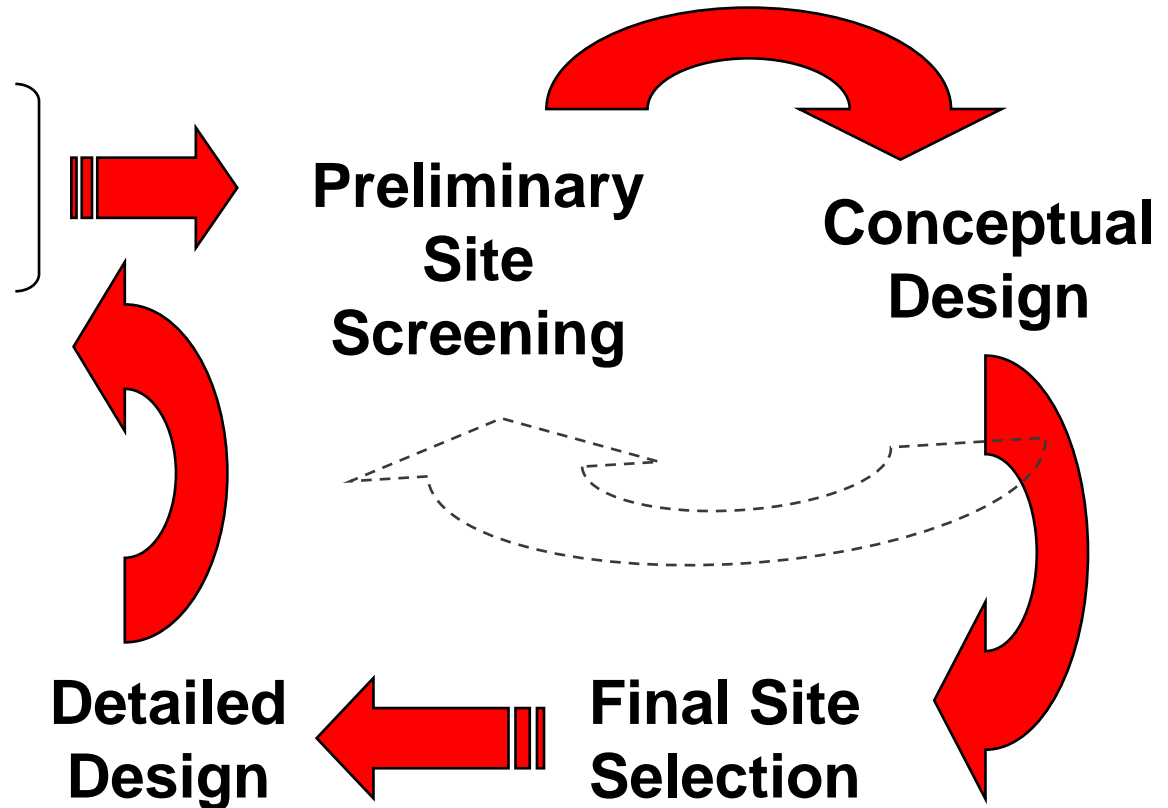 Preliminary
Site
Screening
Conceptual
Design
Final Site
Selection
Detailed
Design